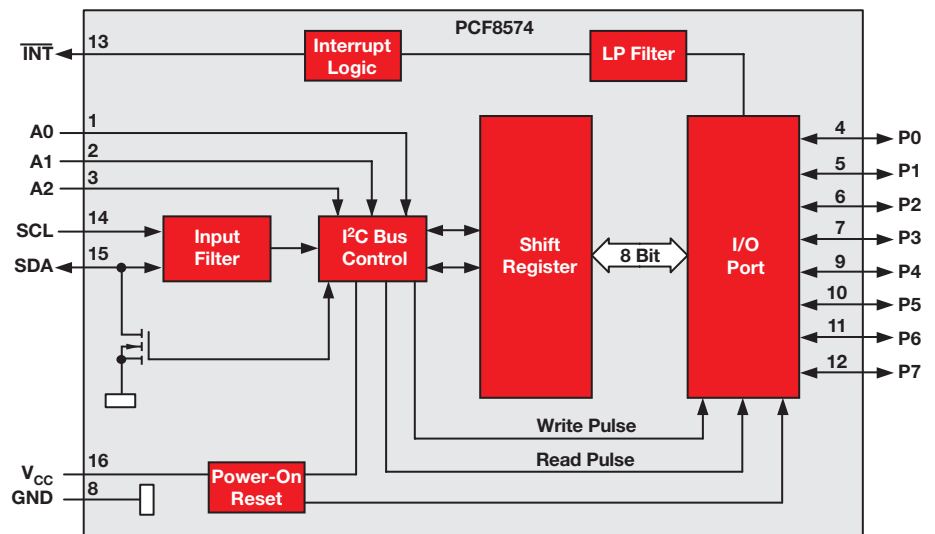 PCF8574
INT
13
Interrupt
Logic
LP Filter
A0
1
A1
2
A2
3
SCL
14
SDA
15
Input
Filter
I²C Bus
Control
Shift
Register
8 Bit
I/O
Port
4
P0
5
P1
6
P2
7
P3
9
P4
10
P5
11
P6
12
P7
Write Pulse
Read Pulse
VCC
16
GND
8
Power-On
Reset